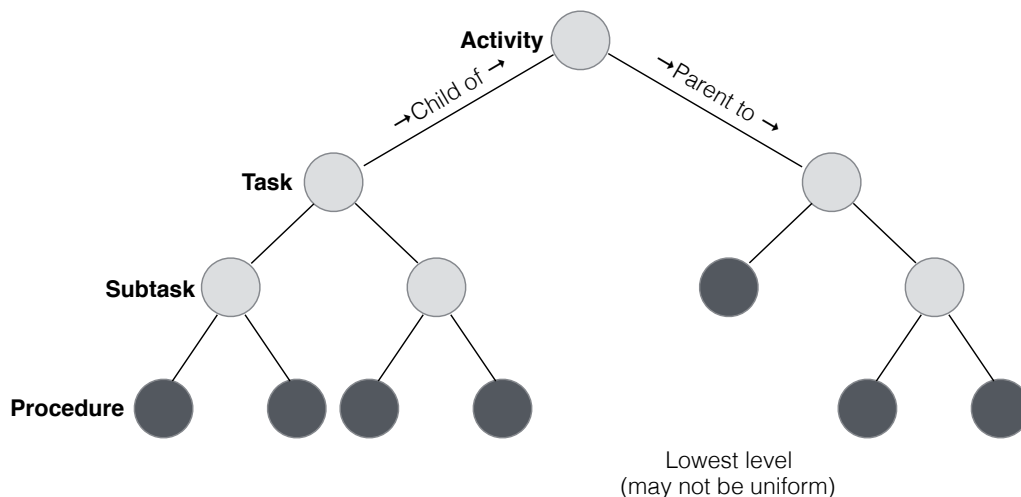 Activity
→Child of →
→Parent to →
Task
Subtask
Procedure
Lowest level
(may not be uniform)